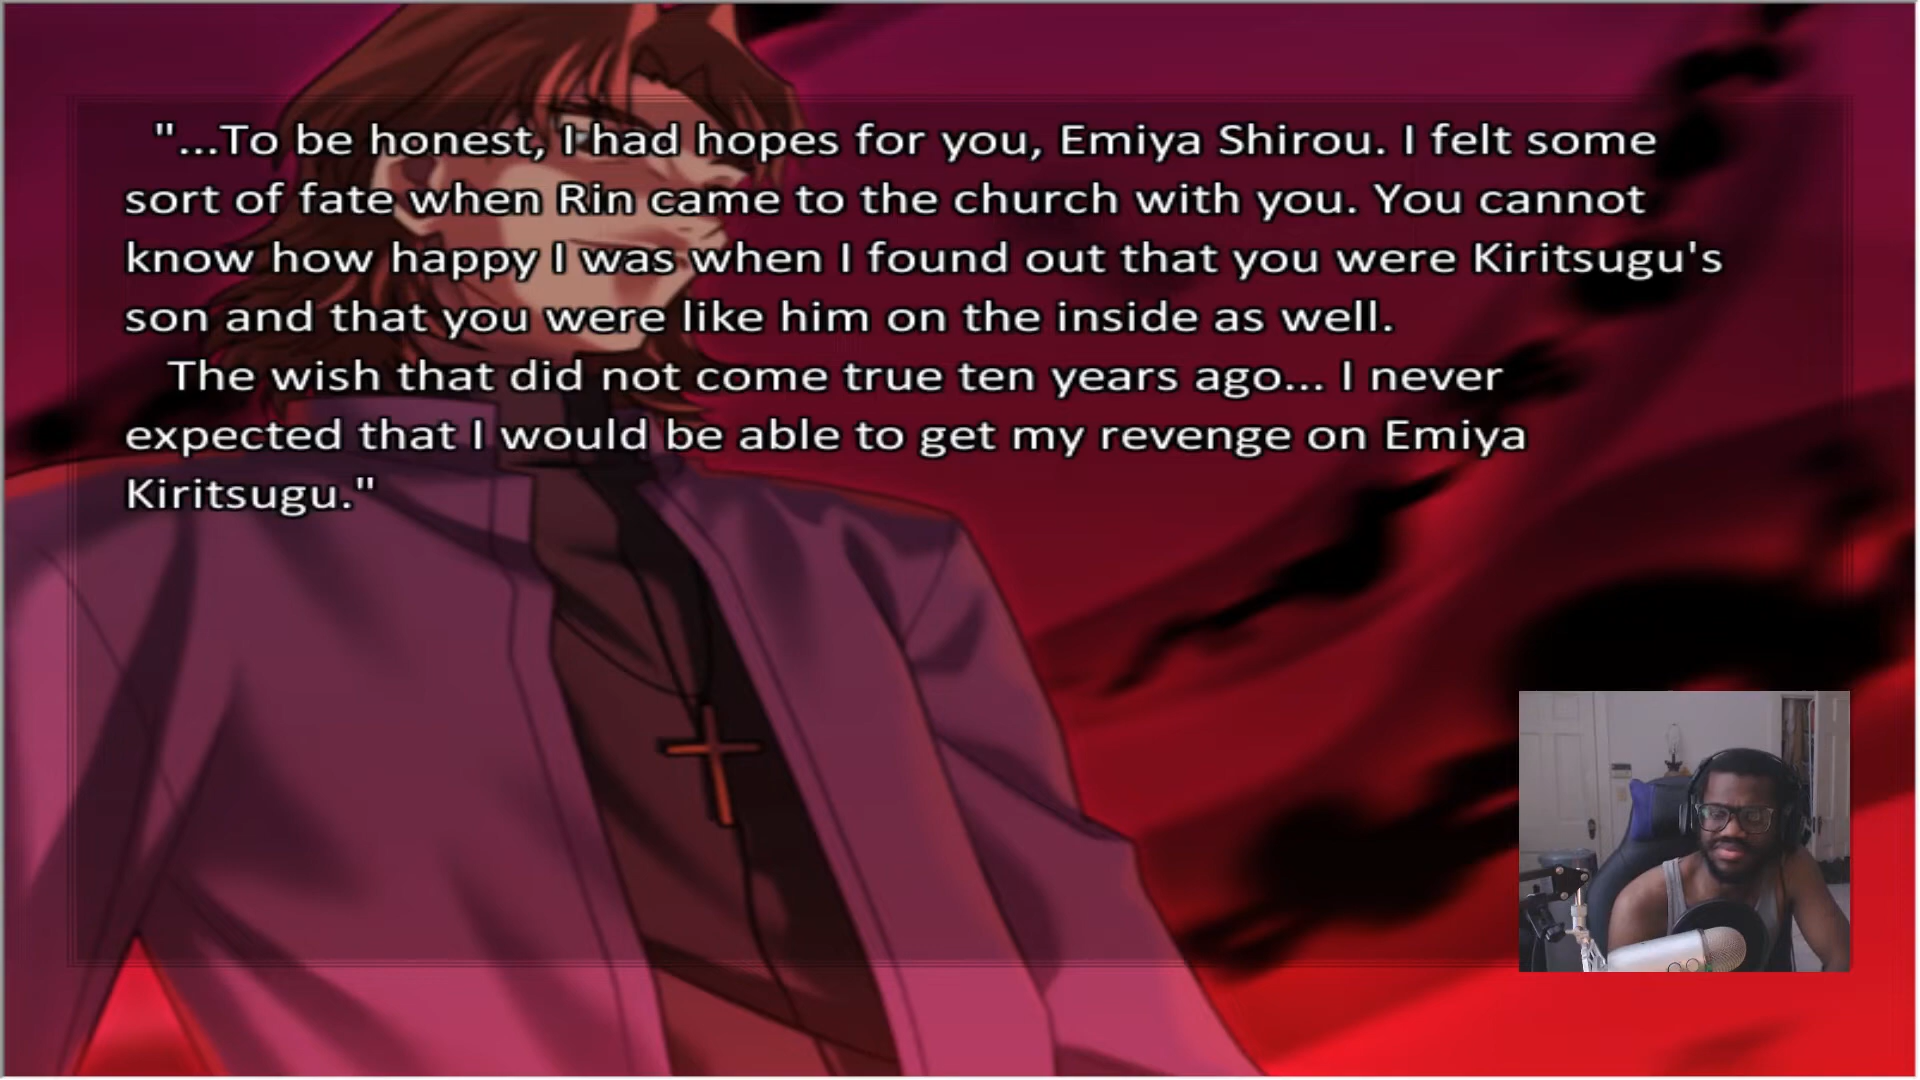 "...To be honest, I had hopes for you, Emiya Shirou. I felt some
sort of fate when Rin came to the church with you. You cannot
know how happy I was when I found out that you were Kiritsugu's
son and that you were like him on the inside as well.
The wish that did not come true ten years ago... I never
expected that I would be able to get my revenge on Emiya
Kiritsugu."